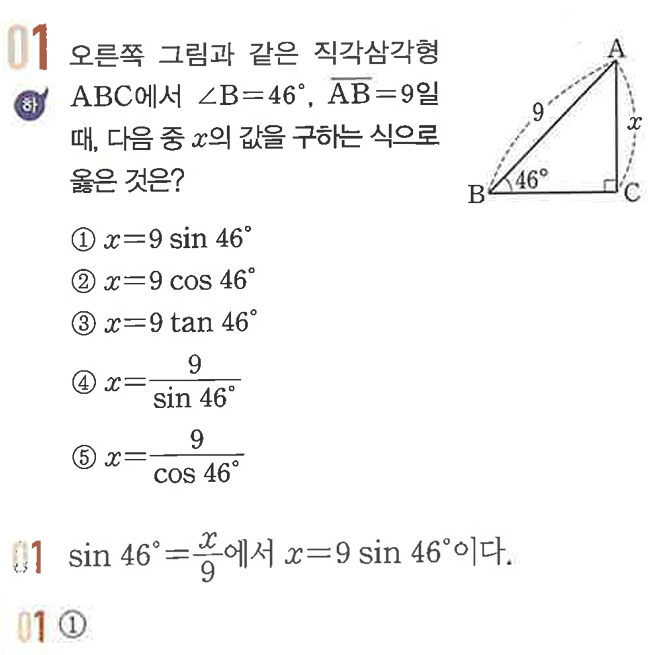 01
하
오른쪽 그림과 같은 직각삼각형
ABC에서 ∠B=46°, \overline{AB}=9일
때, 다음 중 x의 값을 구하는 식으로
옳은 것은?
A
9
x
46°
B
C
① x=9 sin 46°
② x=9 cos 46°
③ x=9 tan 46°
④ x=\frac{9}{sin 46°}
⑤ x=\frac{9}{cos 46°}
01 sin 46°=\frac{x}{9}에서 x=9 sin 46°이다.
01 ①